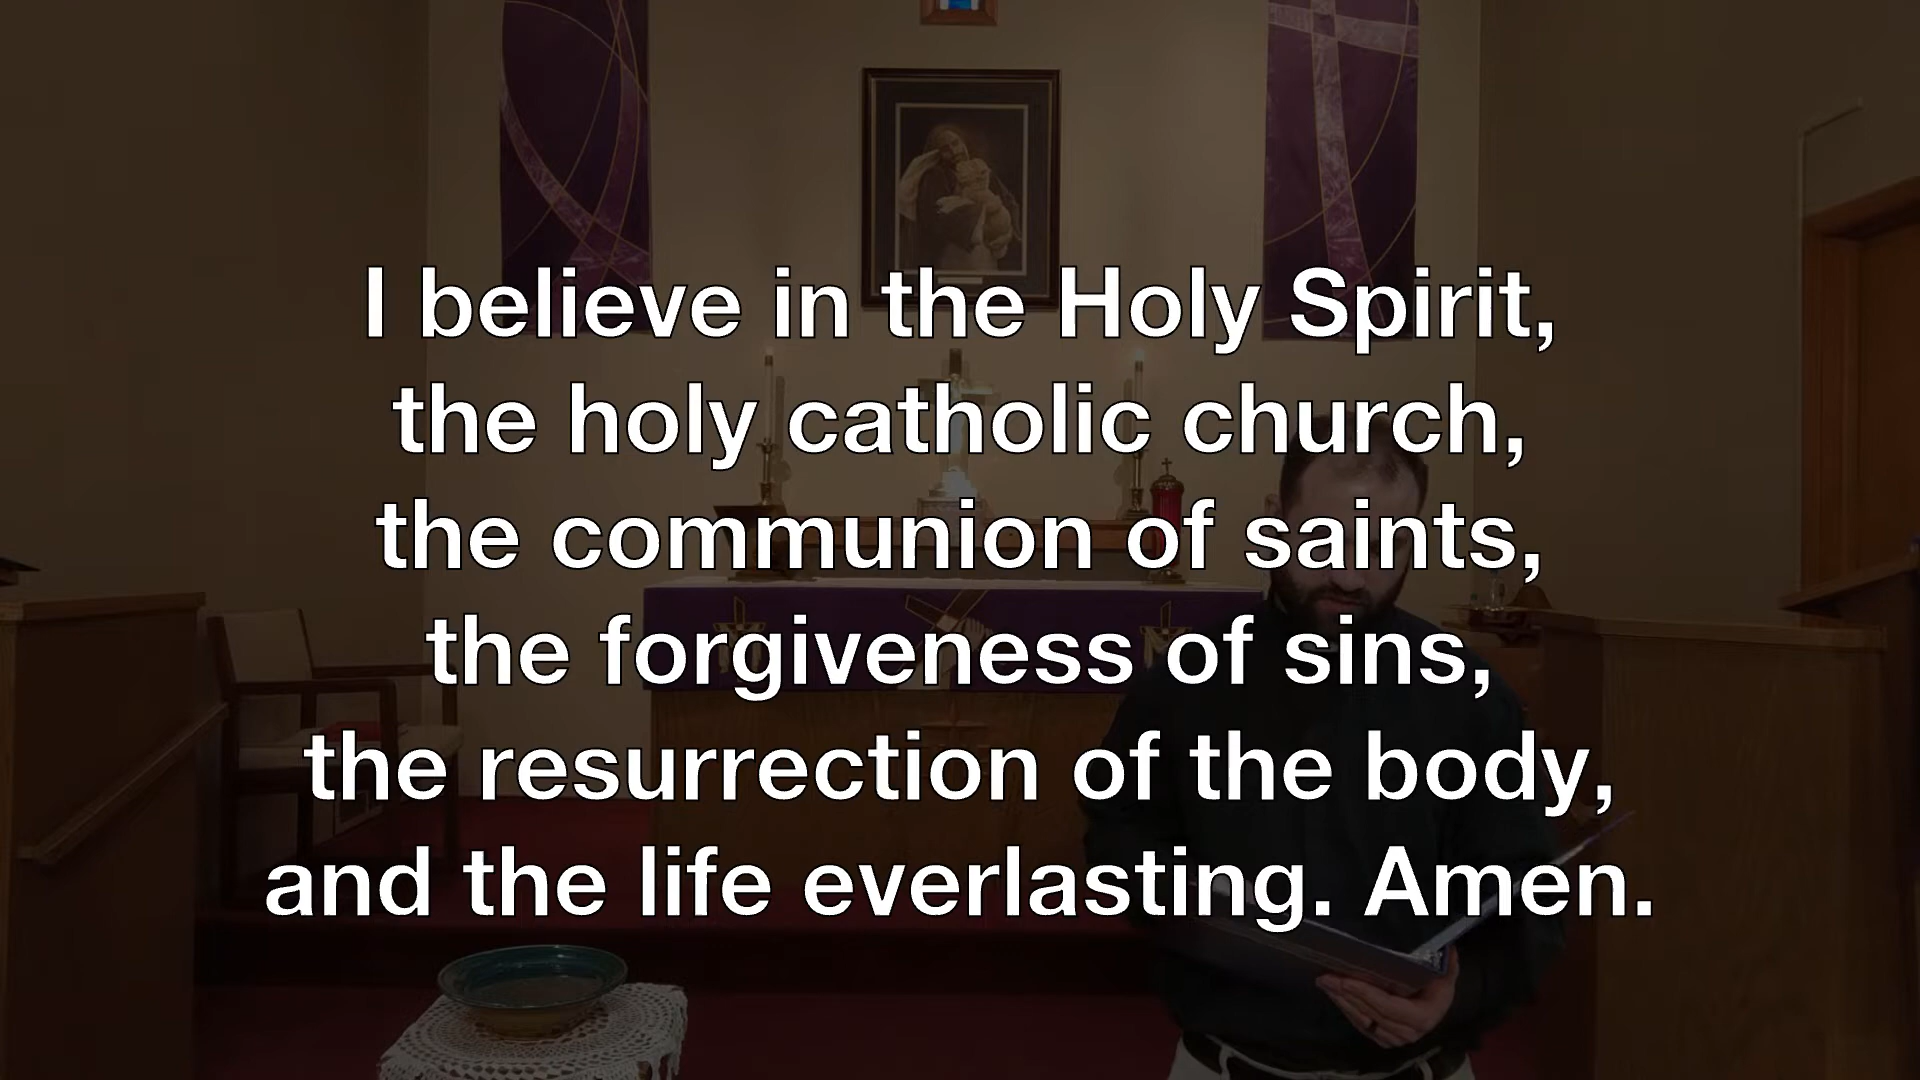 I believe in the Holy Spirit,
the holy catholic church,
the communion of saints,
the forgiveness of sins,
the resurrection of the body,
and the life everlasting. Amen.